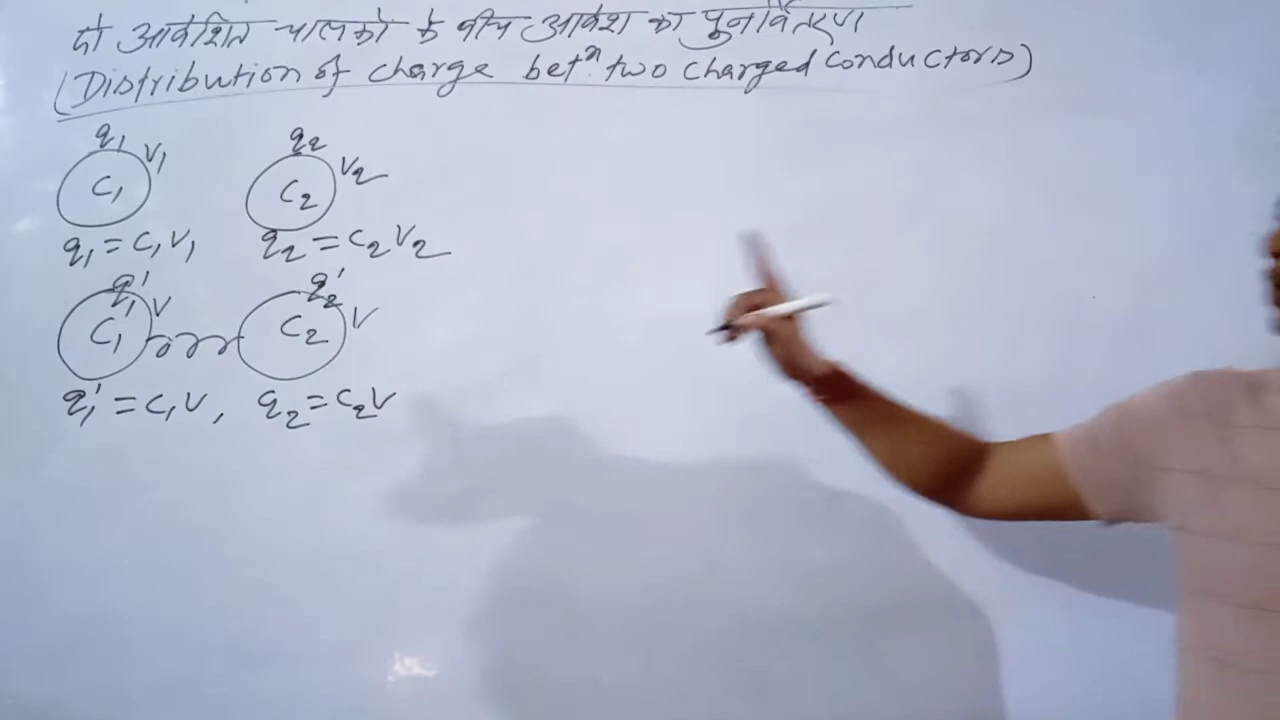 दो आवेशित चालको के बीच आवेश का पुनर्वितरण
(Distribution of charge betⁿ. two charged conductors)
q₁ q₂
V₁ V₂
C₁ C₂
q₁ = C₁V₁ q₂ = C₂V₂
q₁' q₂'
V V
C₁ C₂
q₁' = C₁V , q₂ = C₂V